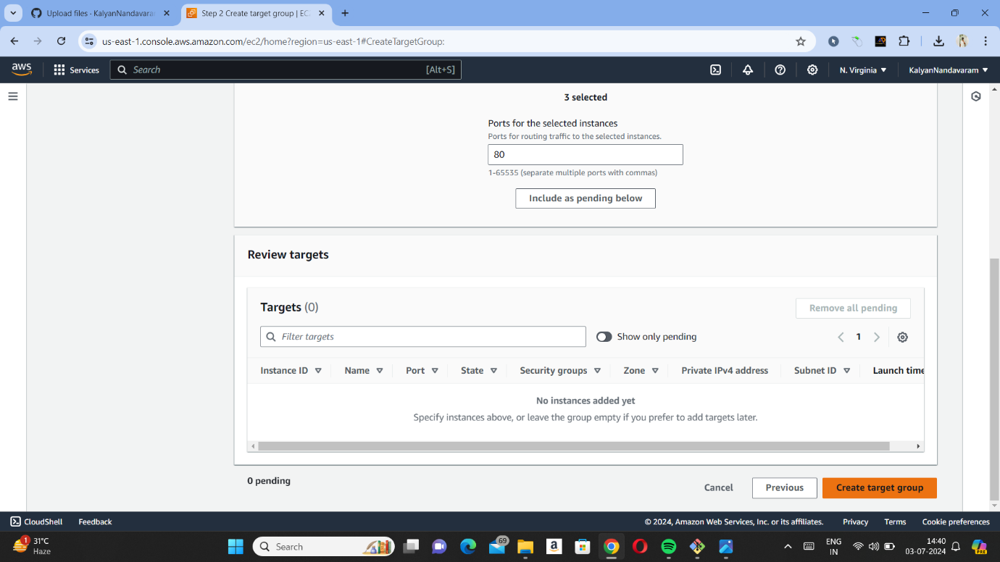 Upload files · KalyanNandavara
Step 2 Create target group | EC2
us-east-1.console.aws.amazon.com/ec2/home?region=us-east-1#CreateTargetGroup:
aws
Services
Search
[Alt+S]
N. Virginia
KalyanNandavaram
3 selected
Ports for the selected instances
Ports for routing traffic to the selected instances.
80
1-65535 (separate multiple ports with commas)
Include as pending below
Review targets
Targets (0)
Remove all pending
Filter targets
Show only pending
1
Instance ID
Name
Port
State
Security groups
Zone
Private IPv4 address
Subnet ID
Launch time
No instances added yet
Specify instances above, or leave the group empty if you prefer to add targets later.
0 pending
Cancel
Previous
Create target group
CloudShell
Feedback
© 2024, Amazon Web Services, Inc. or its affiliates.
Privacy
Terms
Cookie preferences
1
31°C
Haze
Search
69
a
ENG
IN
14:40
03-07-2024
PRE